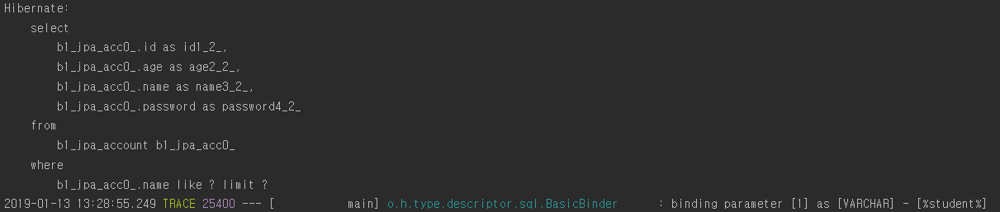 Hibernate:
    select
        b1_jpa_acc0_.id as id1_2_,
        b1_jpa_acc0_.age as age2_2_,
        b1_jpa_acc0_.name as name3_2_,
        b1_jpa_acc0_.password as password4_2_
    from
        b1_jpa_account b1_jpa_acc0_
    where
        b1_jpa_acc0_.name like ? limit ?
2019-01-13 13:28:55.249 TRACE 25400 --- [           main] o.h.type.descriptor.sql.BasicBinder      : binding parameter [1] as [VARCHAR] - [%student%]